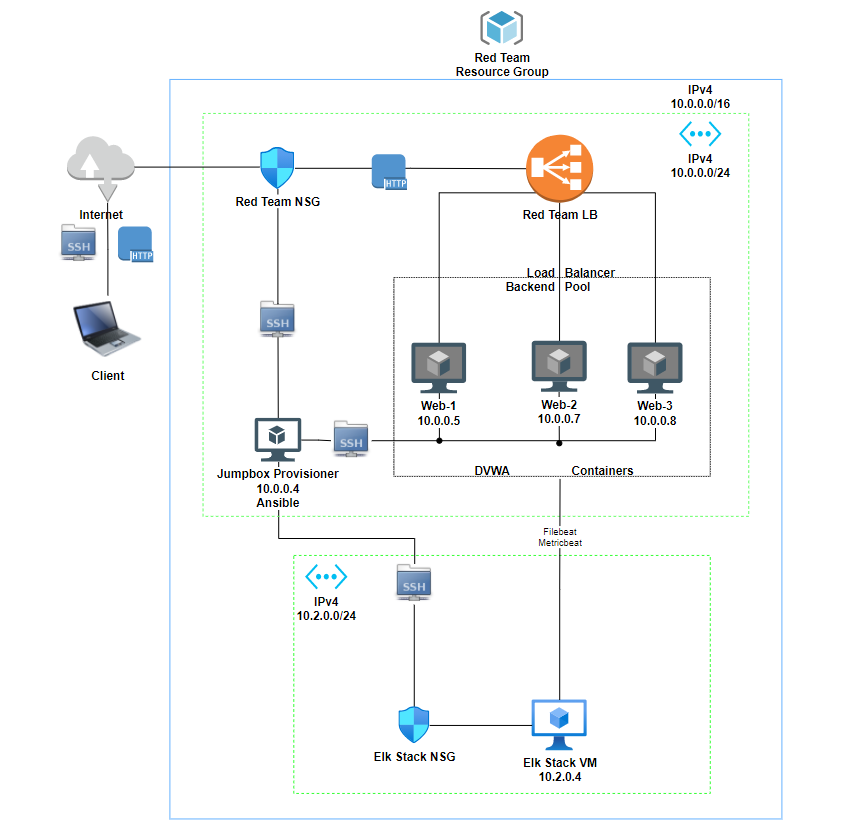 Red Team
Resource Group
IPv4
10.0.0.0/16
IPv4
10.0.0.0/24
Internet
SSH
HTTP
Client
Red Team NSG
HTTP
Red Team LB
Load Balancer
Backend Pool
SSH
Web-1
10.0.0.5
Web-2
10.0.0.7
Web-3
10.0.0.8
SSH
Jumpbox Provisioner
10.0.0.4
Ansible
DVWA Containers
Filebeat
Metricbeat
IPv4
10.2.0.0/24
SSH
Elk Stack NSG
Elk Stack VM
10.2.0.4